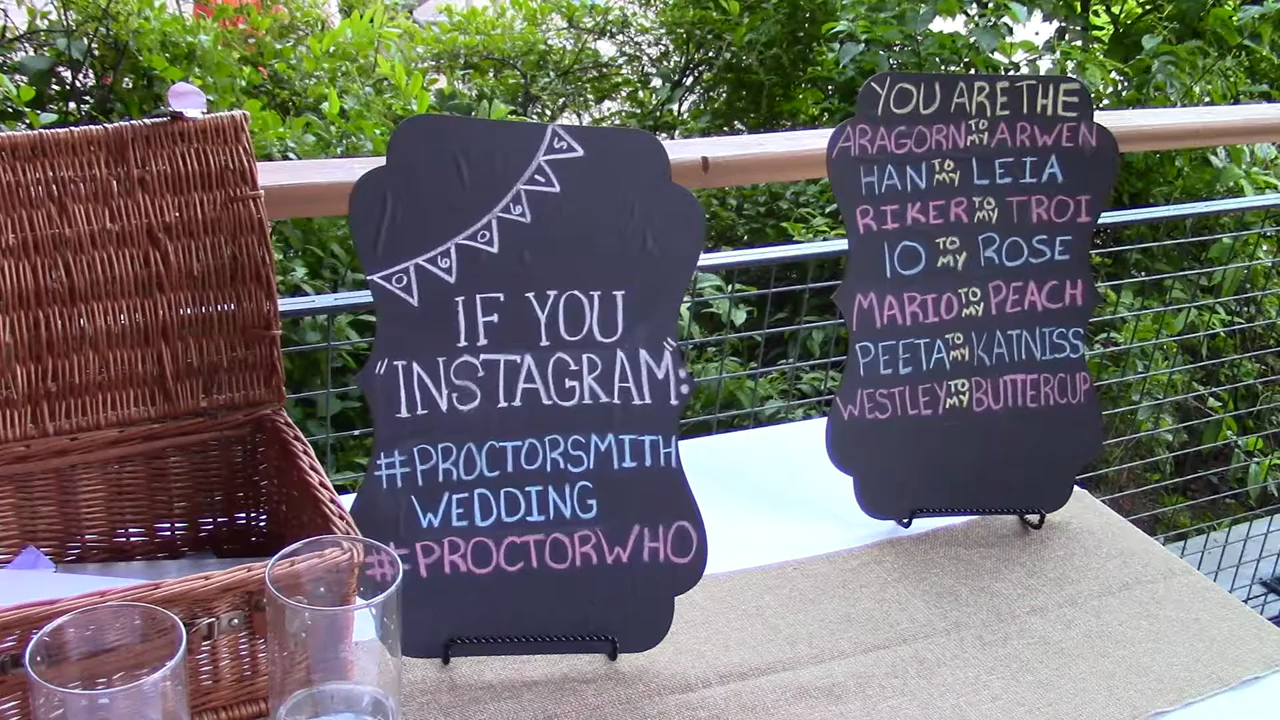 060615
IF YOU
"INSTAGRAM":
#PROCTORSMITH
WEDDING
#PROCTORWHO
YOU ARE THE
ARAGORN TO MY ARWEN
HAN TO MY LEIA
RIKER TO MY TROI
10 TO MY ROSE
MARIO TO MY PEACH
PEETA TO MY KATNISS
WESTLEY TO MY BUTTERCUP